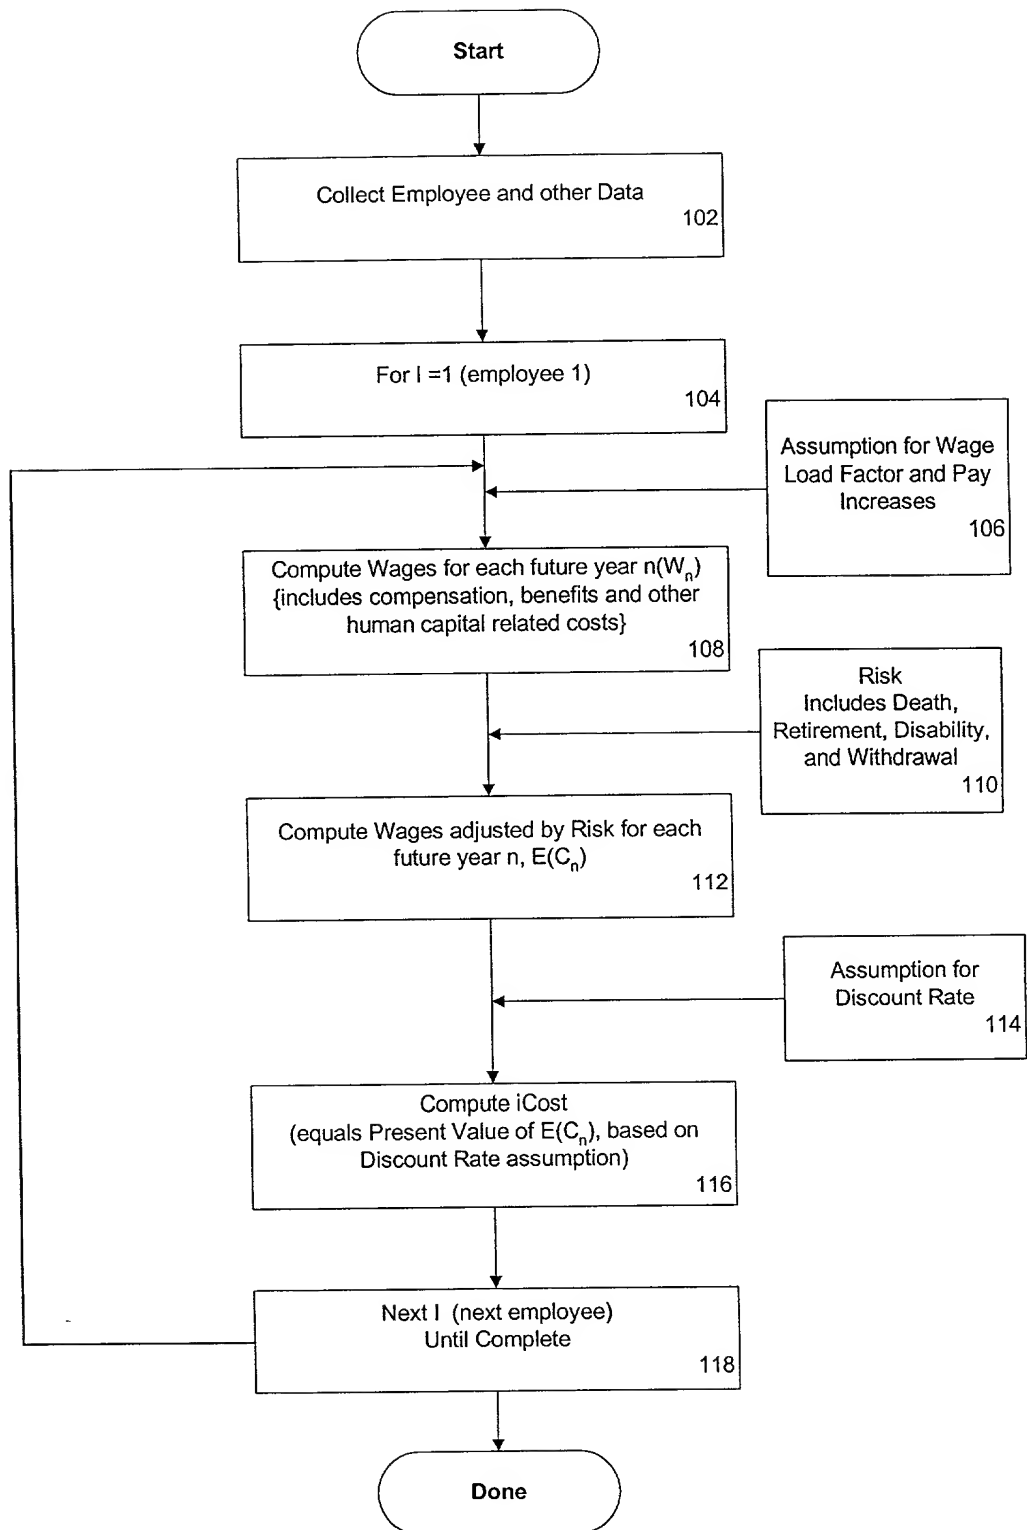 Start
Collect Employee and other Data
102
For I =1 (employee 1)
104
Assumption for Wage
Load Factor and Pay
Increases
106
Compute Wages for each future year n(Wₙ)
{includes compensation, benefits and other
human capital related costs}
108
Risk
Includes Death,
Retirement, Disability,
and Withdrawal
110
Compute Wages adjusted by Risk for each
future year n, E(Cₙ)
112
Assumption for
Discount Rate
114
Compute iCost
(equals Present Value of E(Cₙ), based on
Discount Rate assumption)
116
Next I (next employee)
Until Complete
118
Done